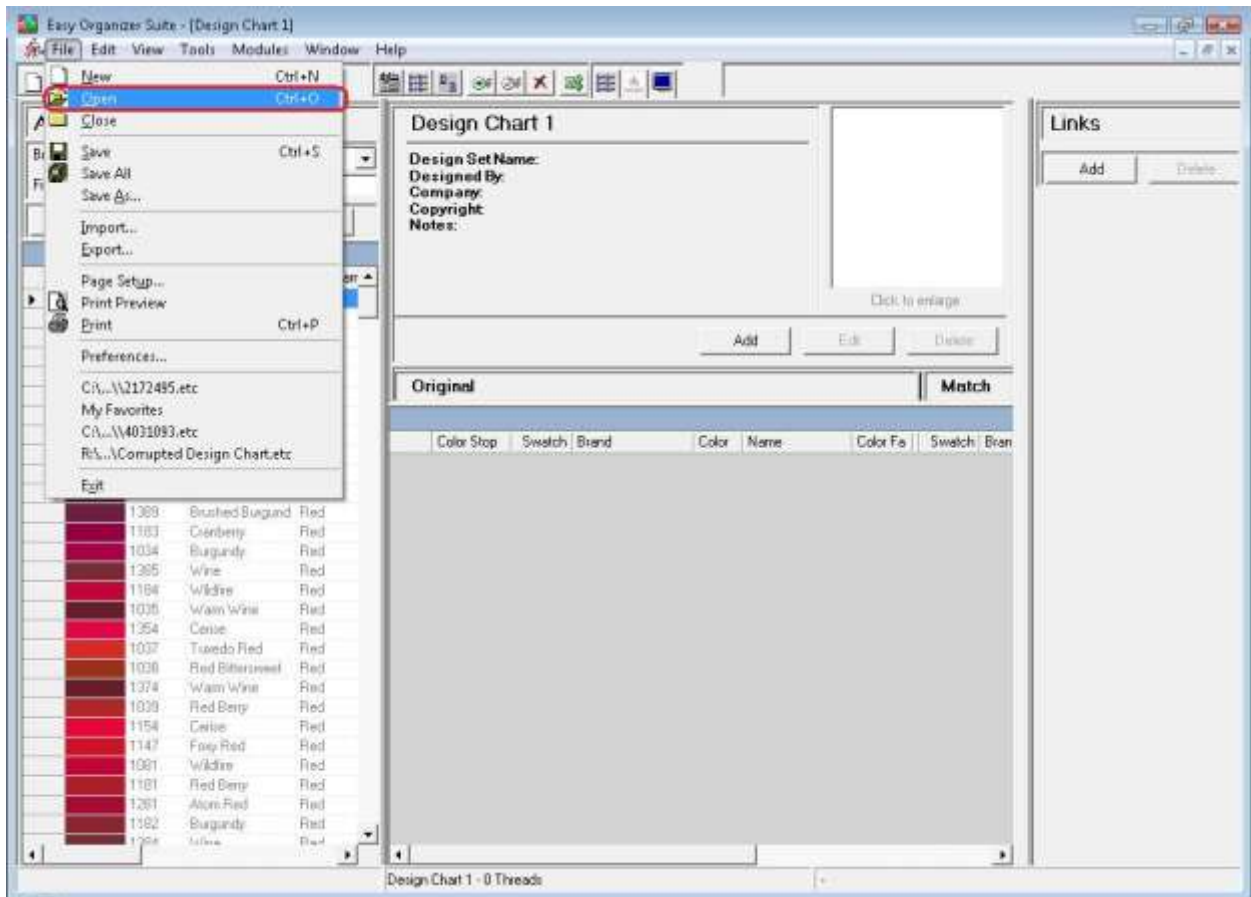 Easy Organizer Suite - [Design Chart 1]
File Edit View Tools Modules Window Help
New Ctrl+N
Open Ctrl+O
Close
Save Ctrl+S
Save All
Save As...
Import...
Export...
Page Setup...
Print Preview
Print Ctrl+P
Preferences...
C:\...\\2172495.etc
My Favorites
C:\...\\4031093.etc
R:\...\Corrupted Design Chart.etc
Exit
1389 Brushed Burgund Red
1183 Cranberry Red
1034 Burgundy Red
1385 Wine Red
1184 Wildfire Red
1035 Warm Wine Red
1354 Cerise Red
1037 Tuxedo Red Red
1038 Red Bittersweet Red
1374 Warm Wine Red
1039 Red Berry Red
1154 Cerise Red
1147 Foxy Red Red
1081 Wildfire Red
1181 Red Berry Red
1281 Atom Red Red
1182 Burgundy Red
1384 Wine Red
Design Chart 1
Design Set Name:
Designed By:
Company:
Copyright:
Notes:
Click to enlarge
Add Edit Delete
Original Match
Color Stop Swatch Brand Color Name Color Fa Swatch Bran
Links
Add Delete
Design Chart 1 - 0 Threads -